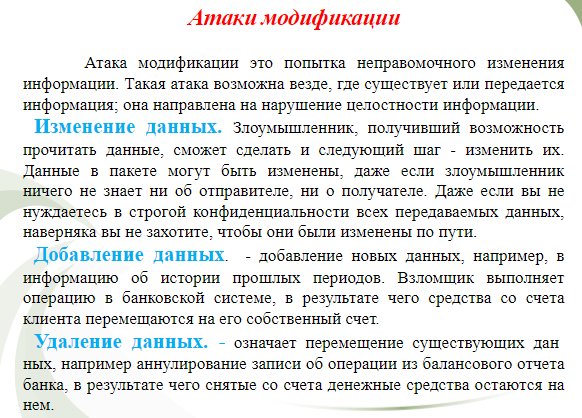 Атаки модификации
Атака модификации это попытка неправомочного изменения
информации. Такая атака возможна везде, где существует или передается
информация; она направлена на нарушение целостности информации.
Изменение данных. Злоумышленник, получивший возможность
прочитать данные, сможет сделать и следующий шаг - изменить их.
Данные в пакете могут быть изменены, даже если злоумышленник
ничего не знает ни об отправителе, ни о получателе. Даже если вы не
нуждаетесь в строгой конфиденциальности всех передаваемых данных,
наверняка вы не захотите, чтобы они были изменены по пути.
Добавление данных. - добавление новых данных, например, в
информацию об истории прошлых периодов. Взломщик выполняет
операцию в банковской системе, в результате чего средства со счета
клиента перемещаются на его собственный счет.
Удаление данных. - означает перемещение существующих дан
ных, например аннулирование записи об операции из балансового отчета
банка, в результате чего снятые со счета денежные средства остаются на
нем.